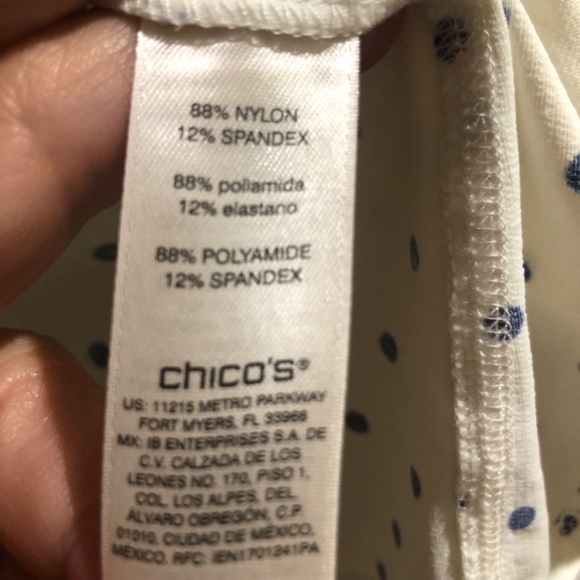 88% NYLON
12% SPANDEX
88% poliamida
12% elastano
88% POLYAMIDE
12% SPANDEX
chico's®
US: 11215 METRO PARKWAY
FORT MYERS, FL 33966
MX: IB ENTERPRISES S.A. DE
C.V. CALZADA DE LOS
LEONES NO. 170, PISO 1,
COL. LOS ALPES, DEL
ÁLVARO OBREGÓN, C.P.
01010, CIUDAD DE MÉXICO,
MÉXICO. RFC: IEN1701241PA